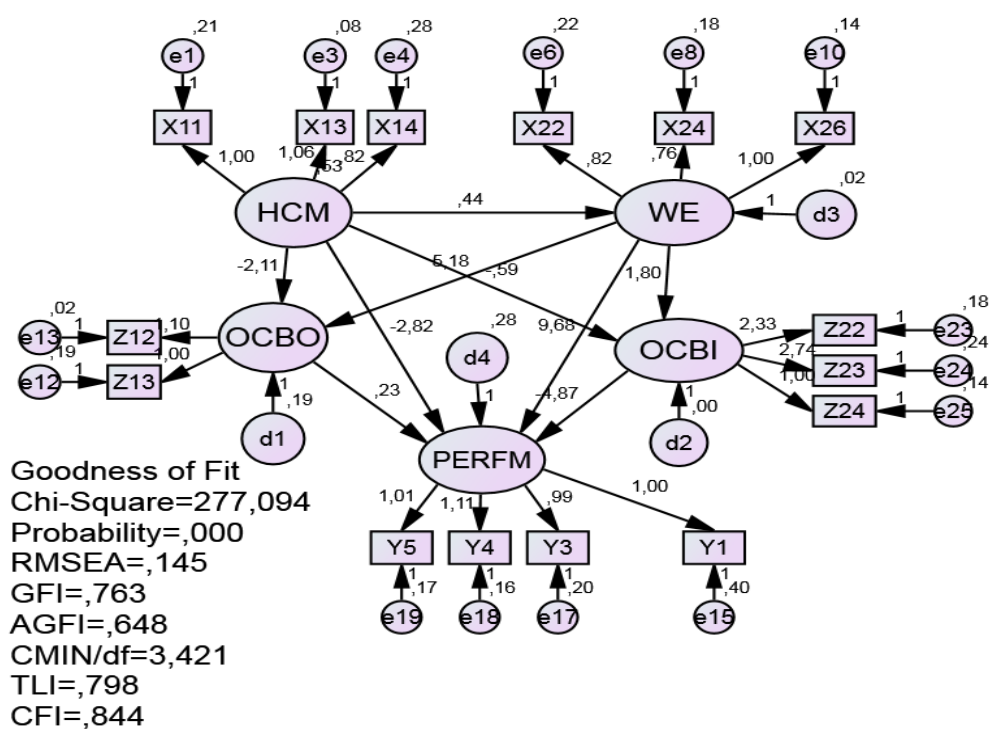 ,21 ,08 ,28 ,22 ,18 ,14
e1 e3 e4 e6 e8 e10
1 1 1 1 1 1
X11 X13 X14 X22 X24 X26
1,00 1,06 ,53 ,82 ,82 ,76 1,00
,02
HCM ,44 WE 1 d3
-2,11 5,18 -,59 1,80
,02 ,28 ,18
e13 1 Z12 1,10 OCBO -2,82 9,68 OCBI 2,33 Z22 1 e23
,19 d4 ,24
e12 1 Z13 1,00 2,74 Z23 1 e24
1 ,19 ,23 1 -4,87 1 ,00 1,00 ,14
Z24 1 e25
d1 d2
PERFM
Goodness of Fit
Chi-Square=277,094
1,01 1,11 ,99 1,00
Probability=,000
Y5 Y4 Y3 Y1
RMSEA=,145
1 ,17 1 ,16 1 ,20 1 ,40
GFI=,763
e19 e18 e17 e15
AGFI=,648
CMIN/df=3,421
TLI=,798
CFI=,844